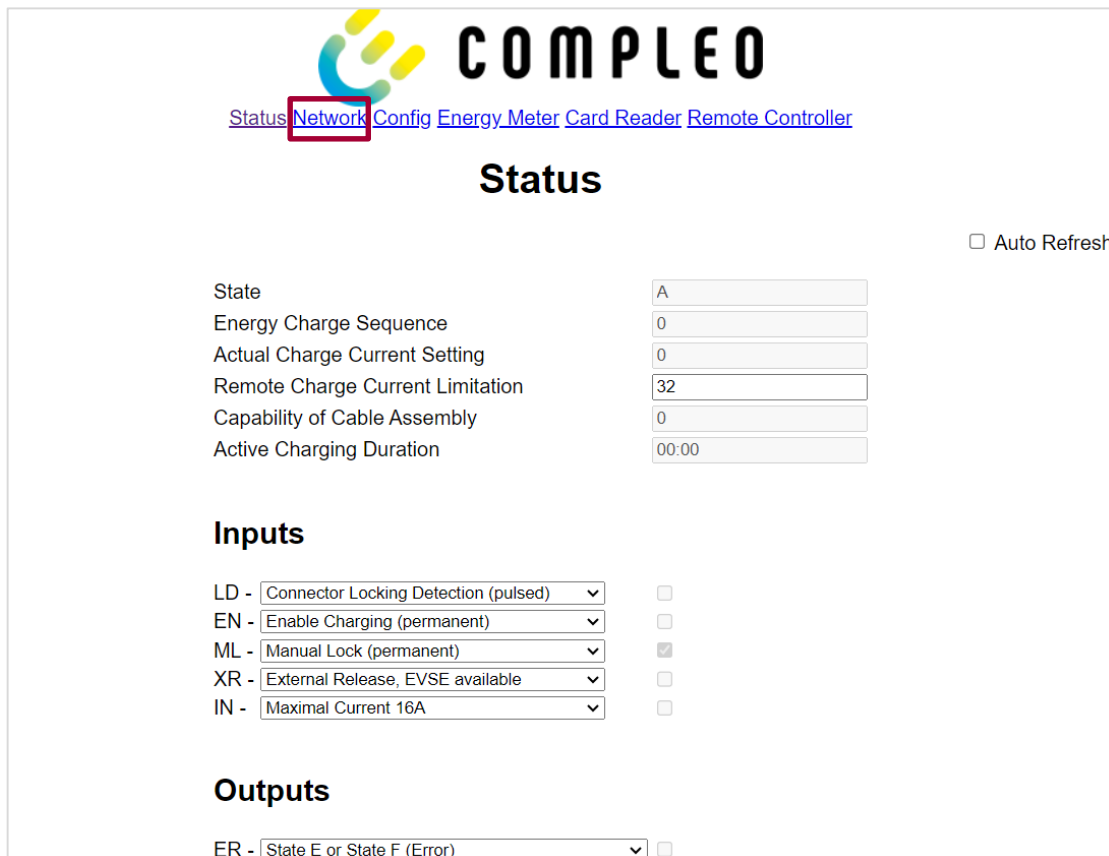 COMPLEO
Status Network Config Energy Meter Card Reader Remote Controller
Status
Auto Refresh
State A
Energy Charge Sequence 0
Actual Charge Current Setting 0
Remote Charge Current Limitation 32
Capability of Cable Assembly 0
Active Charging Duration 00:00
Inputs
LD - Connector Locking Detection (pulsed)
EN - Enable Charging (permanent)
ML - Manual Lock (permanent)
XR - External Release, EVSE available
IN - Maximal Current 16A
Outputs
ER - State E or State F (Error)